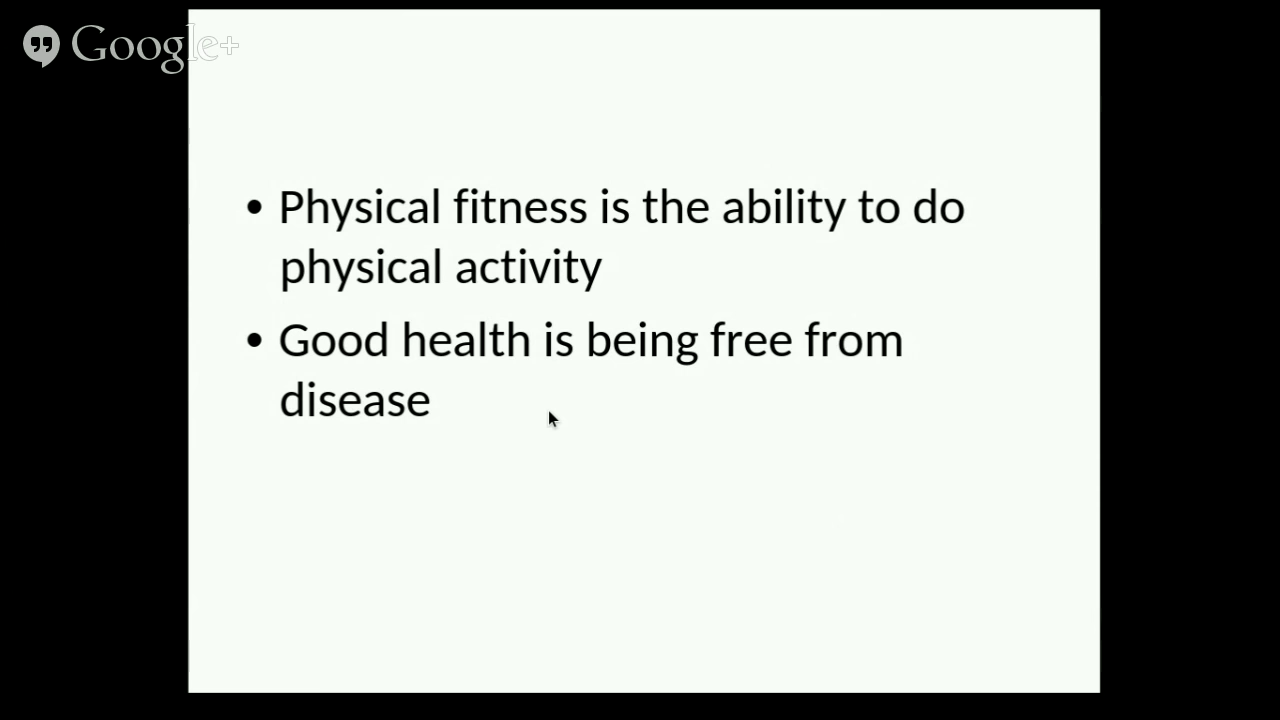 Google+
• Physical fitness is the ability to do
physical activity
• Good health is being free from
disease